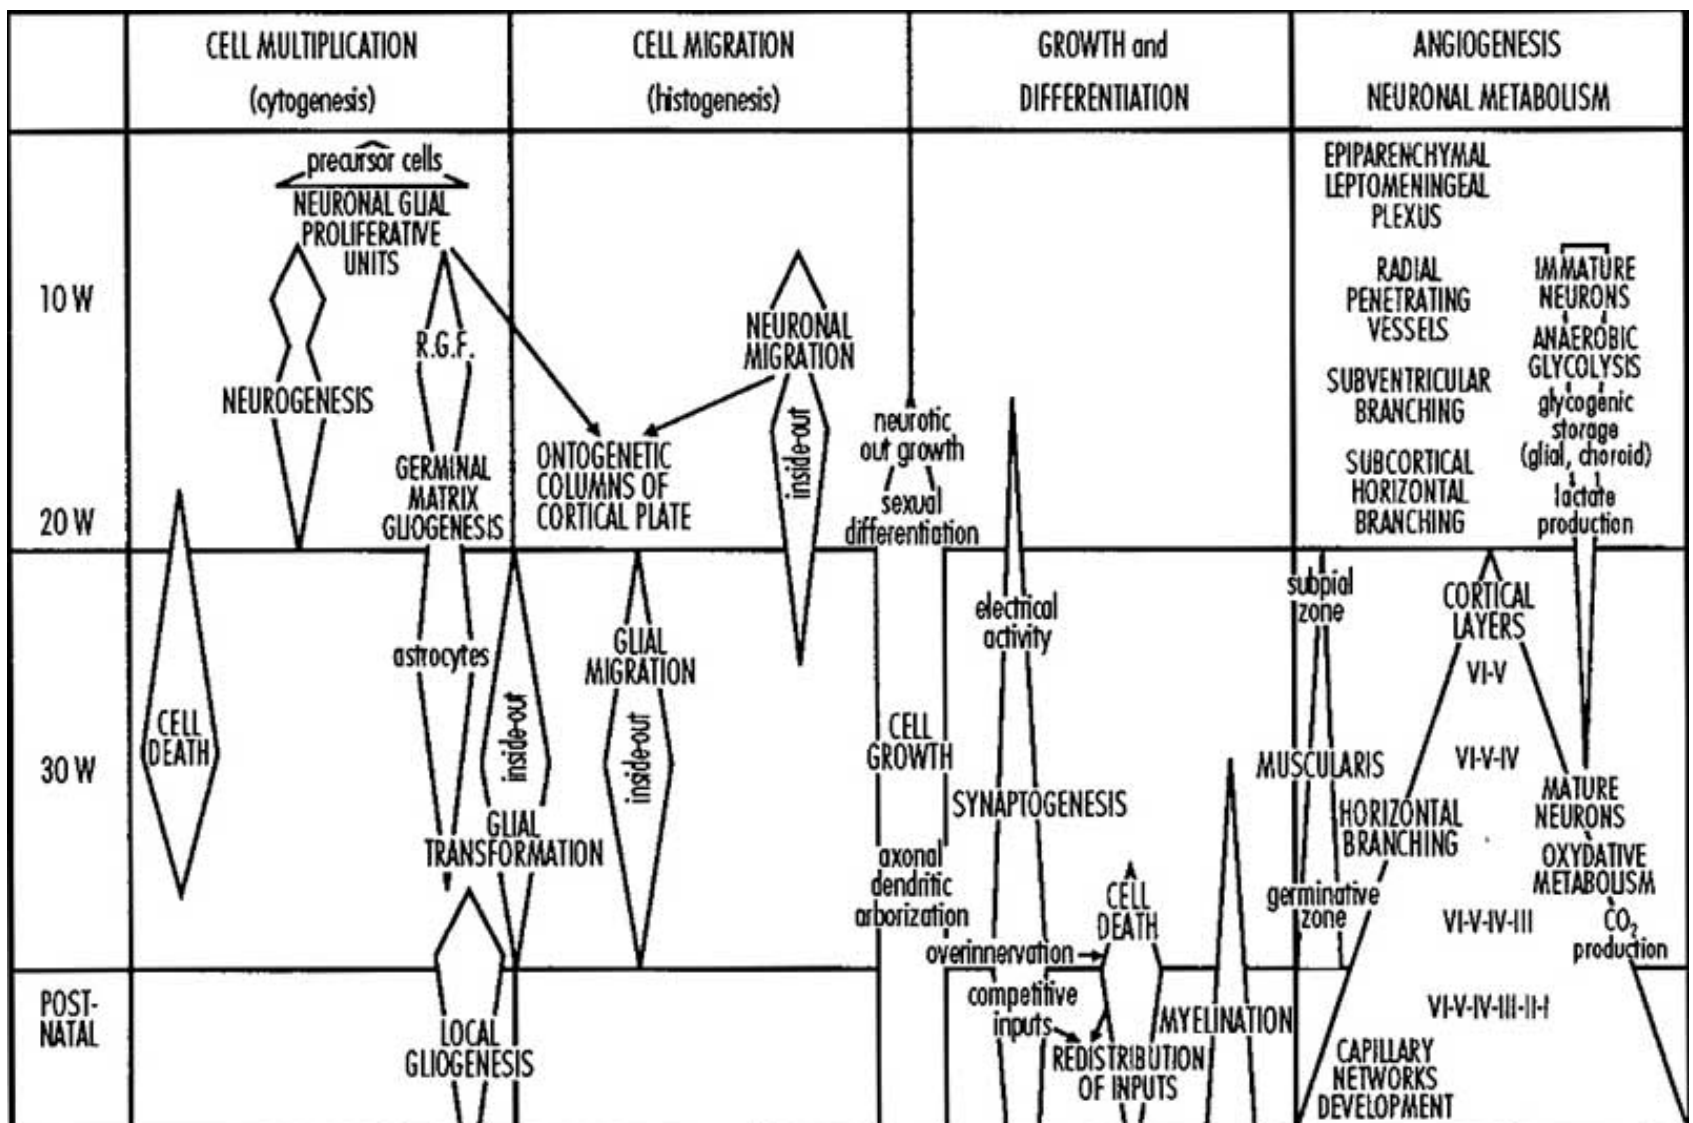 CELL MULTIPLICATION
(cytogenesis)
CELL MIGRATION
(histogenesis)
GROWTH and
DIFFERENTIATION
ANGIOGENESIS
NEURONAL METABOLISM
10 W
20 W
30 W
POST-
NATAL
precursor cells
NEURONAL GLIAL
PROLIFERATIVE
UNITS
NEUROGENESIS
R.G.F.
GERMINAL
MATRIX
GLIOGENESIS
astrocytes
CELL
DEATH
inside-out
GLIAL
TRANSFORMATION
LOCAL
GLIOGENESIS
NEURONAL
MIGRATION
inside-out
ONTOGENETIC
COLUMNS OF
CORTICAL PLATE
GLIAL
MIGRATION
inside-out
neurotic
out growth
sexual
differentiation
CELL
GROWTH
axonal
dendritic
arborization
electrical
activity
SYNAPTOGENESIS
overinnervation
competitive
inputs
CELL
DEATH
REDISTRIBUTION
OF INPUTS
MYELINATION
EPIPARENCHYMAL
LEPTOMENINGEAL
PLEXUS
RADIAL
PENETRATING
VESSELS
SUBVENTRICULAR
BRANCHING
SUBCORTICAL
HORIZONTAL
BRANCHING
IMMATURE
NEURONS
ANAEROBIC
GLYCOLYSIS
glycogenic
storage
(glial, choroid)
lactate
production
subpial
zone
MUSCULARIS
germinative
zone
CORTICAL
LAYERS
VI-V
VI-V-IV
HORIZONTAL
BRANCHING
VI-V-IV-III
VI-V-IV-III-II-I
CAPILLARY
NETWORKS
DEVELOPMENT
MATURE
NEURONS
OXYDATIVE
METABOLISM
CO₂
production